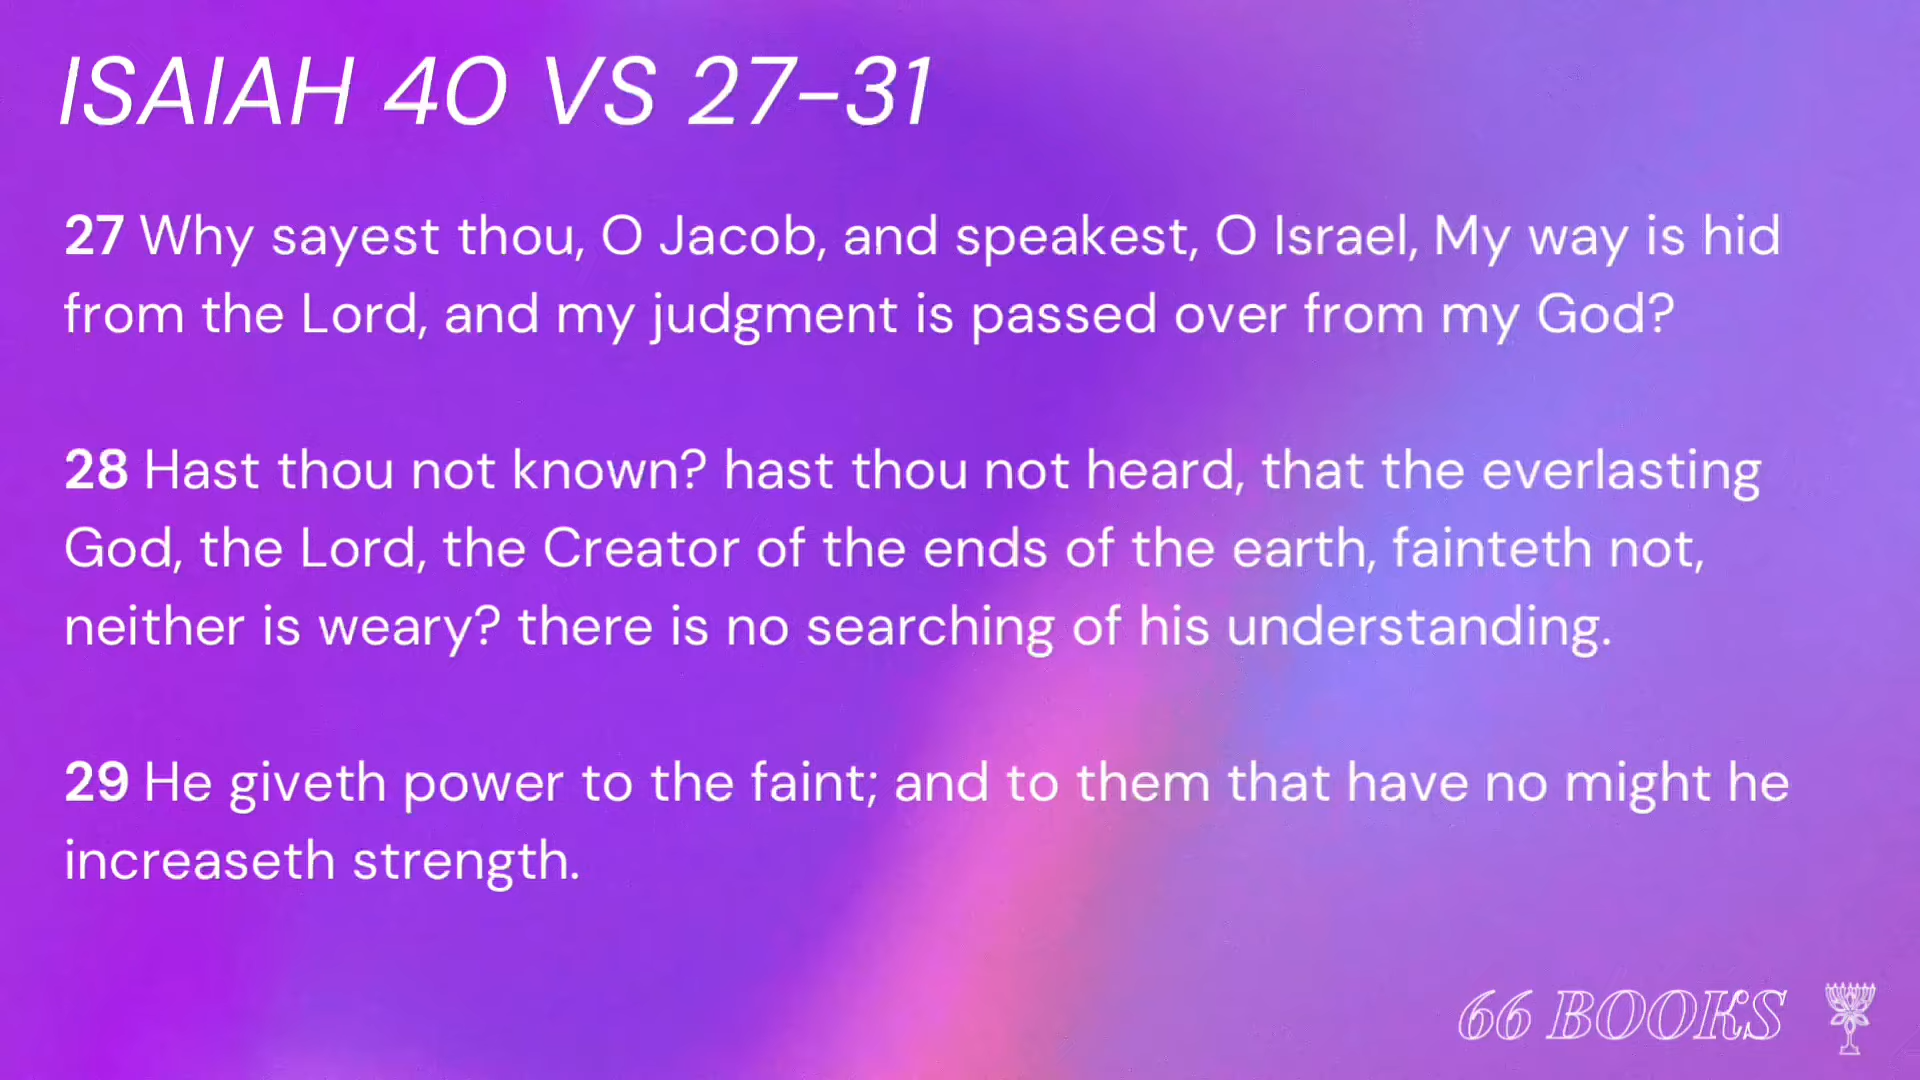 ISAIAH 40 VS 27–31
27 Why sayest thou, O Jacob, and speakest, O Israel, My way is hid
from the Lord, and my judgment is passed over from my God?
28 Hast thou not known? hast thou not heard, that the everlasting
God, the Lord, the Creator of the ends of the earth, fainteth not,
neither is weary? there is no searching of his understanding.
29 He giveth power to the faint; and to them that have no might he
increaseth strength.
66 BOOKS